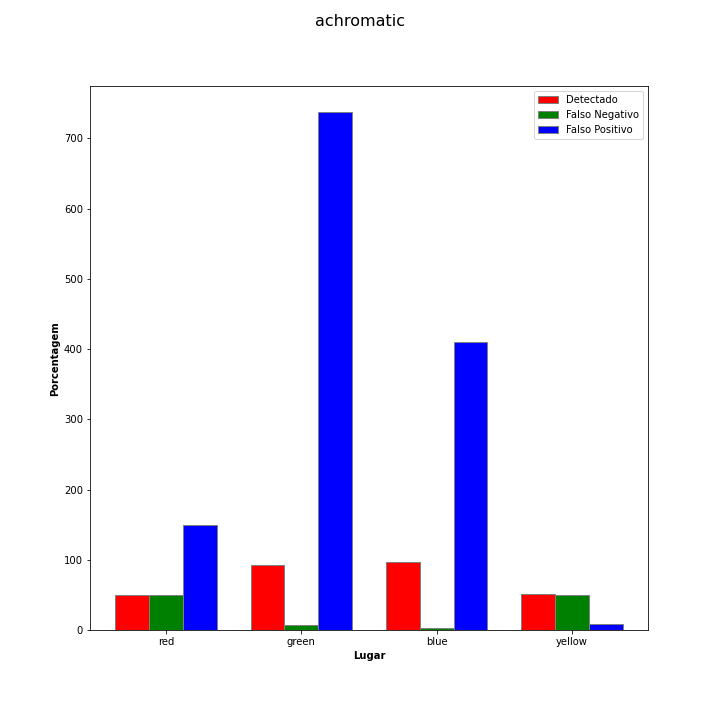 achromatic
Detectado
Falso Negativo
Falso Positivo
Porcentagem
700
600
500
400
300
200
100
0
red green blue yellow
Lugar